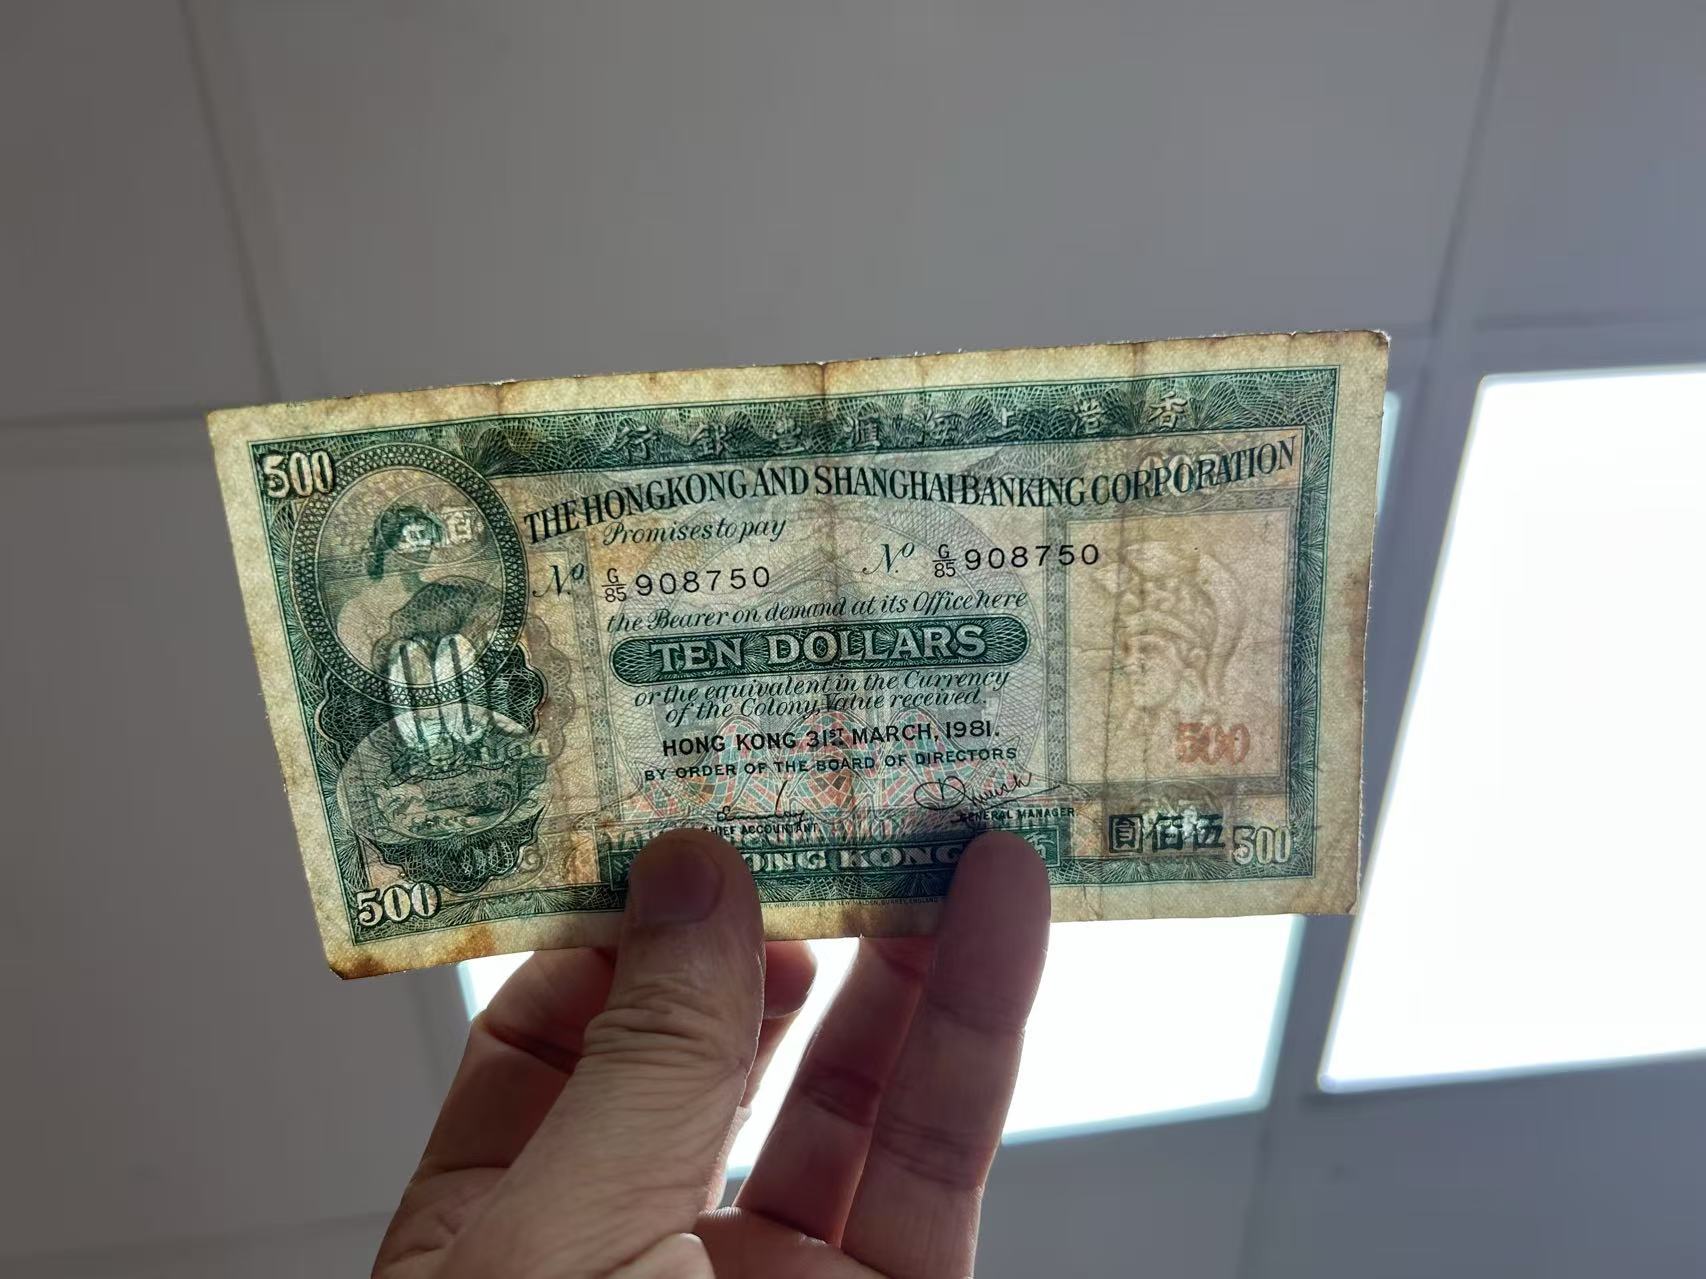 行銀豐滙海上港香
500
THE HONGKONG AND SHANGHAI BANKING CORPORATION
Promises to pay
No. G/85 908750
No. G/85 908750
the Bearer on demand at its Office here
TEN DOLLARS
or the equivalent in the Currency
of the Colony, Value received.
HONG KONG 31ST MARCH, 1981.
BY ORDER OF THE BOARD OF DIRECTORS
500
CHIEF ACCOUNTANT
GENERAL MANAGER
圓佰伍
500
HONG KONG
500